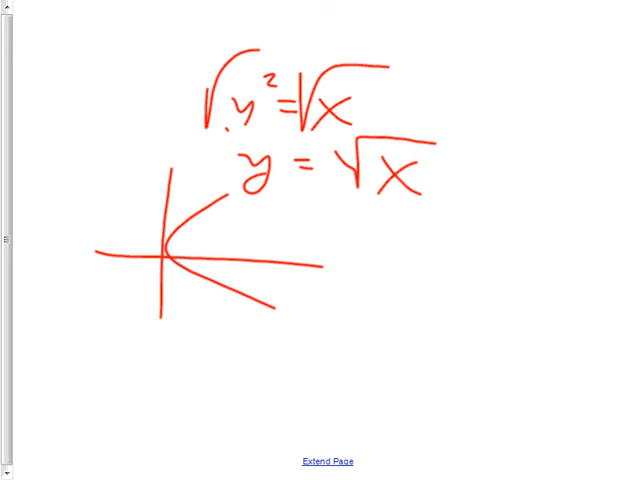 √y² = √x
y = √x
Extend Page